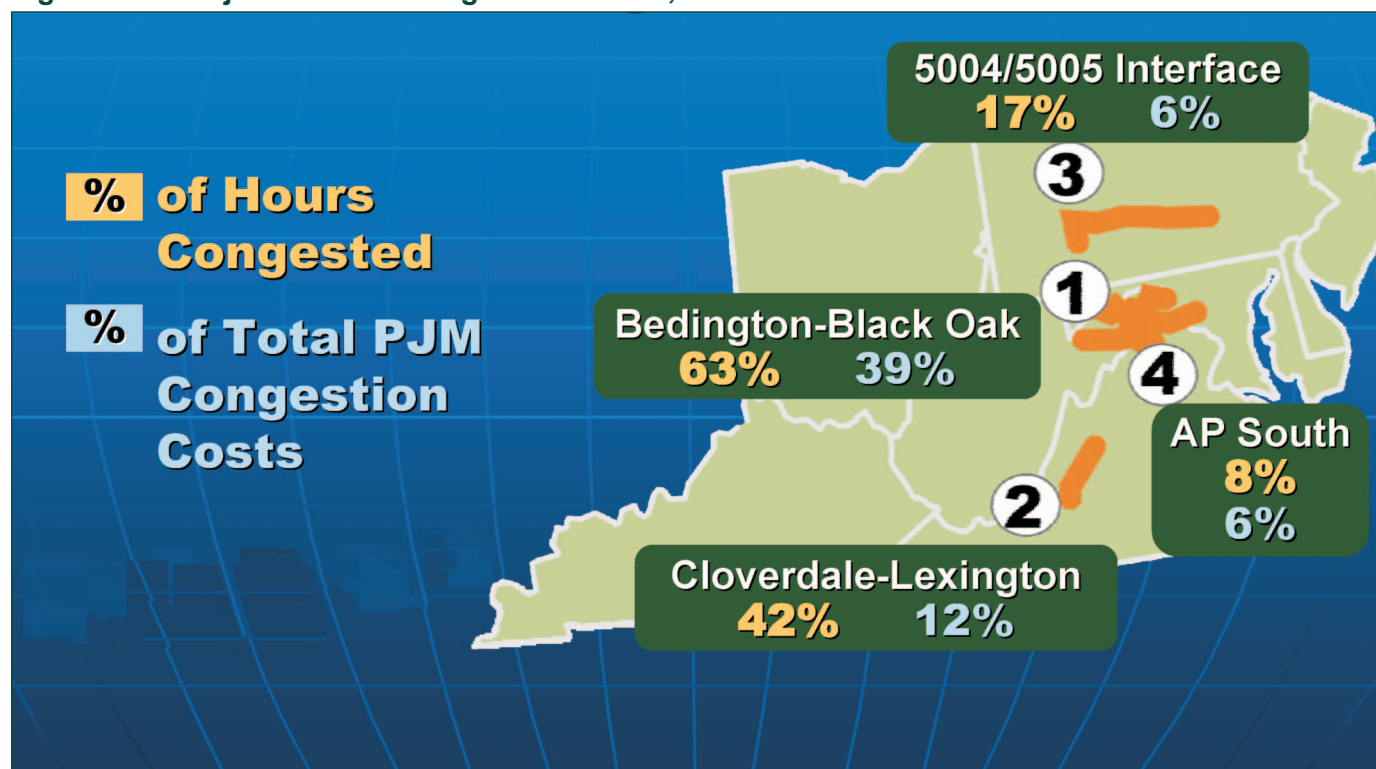 % of Hours
Congested
% of Total PJM
Congestion
Costs
5004/5005 Interface
17% 6%
3
1
Bedington-Black Oak
63% 39%
4
AP South
8%
6%
2
Cloverdale-Lexington
42% 12%